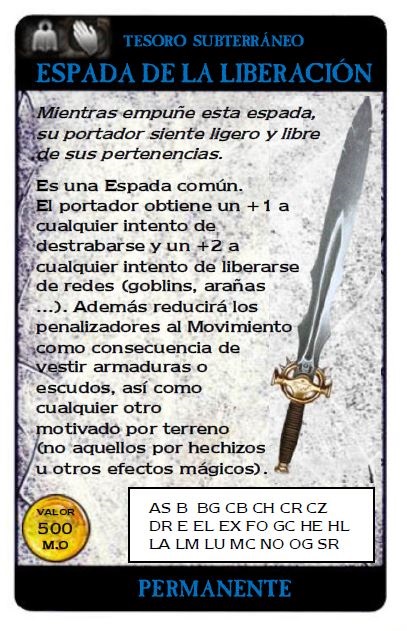 TESORO SUBTERRÁNEO
ESPADA DE LA LIBERACIÓN
Mientras empuñe esta espada,
su portador siente ligero y libre
de sus pertenencias.
Es una Espada común.
El portador obtiene un +1 a
cualquier intento de
destrabarse y un +2 a
cualquier intento de liberarse
de redes (goblins, arañas
...). Además reducirá los
penalizadores al Movimiento
como consecuencia de
vestir armaduras o
escudos, así como
cualquier otro
motivado por terreno
(no aquellos por hechizos
u otros efectos mágicos).
VALOR
500
M.O
AS B BG CB CH CR CZ
DR E EL EX FO GC HE HL
LA LM LU MC NO OG SR
PERMANENTE